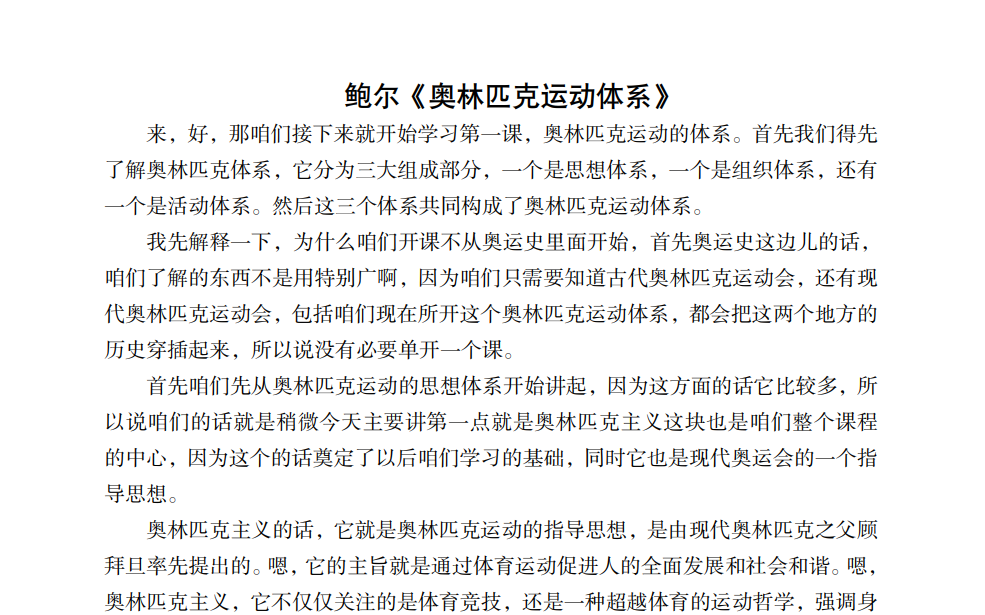 鲍尔《奥林匹克运动体系》
来，好，那咱们接下来就开始学习第一课，奥林匹克运动的体系。首先我们得先
了解奥林匹克体系，它分为三大组成部分，一个是思想体系，一个是组织体系，还有
一个是活动体系。然后这三个体系共同构成了奥林匹克运动体系。
我先解释一下，为什么咱们开课不从奥运史里面开始，首先奥运史这边儿的话，
咱们了解的东西不是用特别广啊，因为咱们只需要知道古代奥林匹克运动会，还有现
代奥林匹克运动会，包括咱们现在所开这个奥林匹克运动体系，都会把这两个地方的
历史穿插起来，所以说没有必要单开一个课。
首先咱们先从奥林匹克运动的思想体系开始讲起，因为这方面的话它比较多，所
以说咱们的话就是稍微今天主要讲第一点就是奥林匹克主义这块也是咱们整个课程
的中心，因为这个的话奠定了以后咱们学习的基础，同时它也是现代奥运会的一个指
导思想。
奥林匹克主义的话，它就是奥林匹克运动的指导思想，是由现代奥林匹克之父顾
拜旦率先提出的。嗯，它的主旨就是通过体育运动促进人的全面发展和社会和谐。嗯，
奥林匹克主义，它不仅仅关注的是体育竞技，还是一种超越体育的运动哲学，强调身